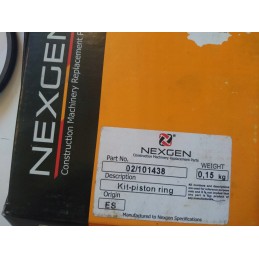 NEXGEN
Construction Machinery Replacement P
NEXGEN
Construction Machinery Replacement Parts
Part No. WEIGHT
02/101438 0,15 kg
Description
Kit-piston ring
Origin
ES
Manufactured to Nexgen Specifications